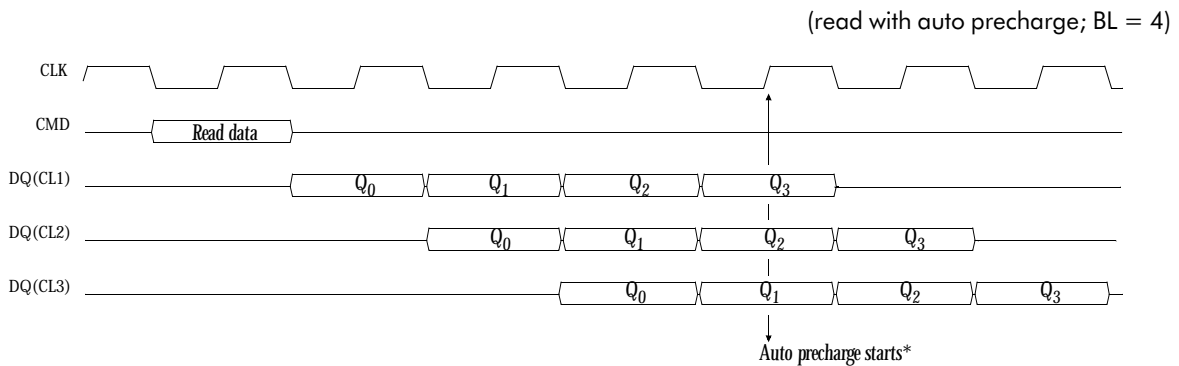 (read with auto precharge; BL = 4)
CLK
CMD Read data
DQ(CL1) Q0 Q1 Q2 Q3
DQ(CL2) Q0 Q1 Q2 Q3
DQ(CL3) Q0 Q1 Q2 Q3
Auto precharge starts*